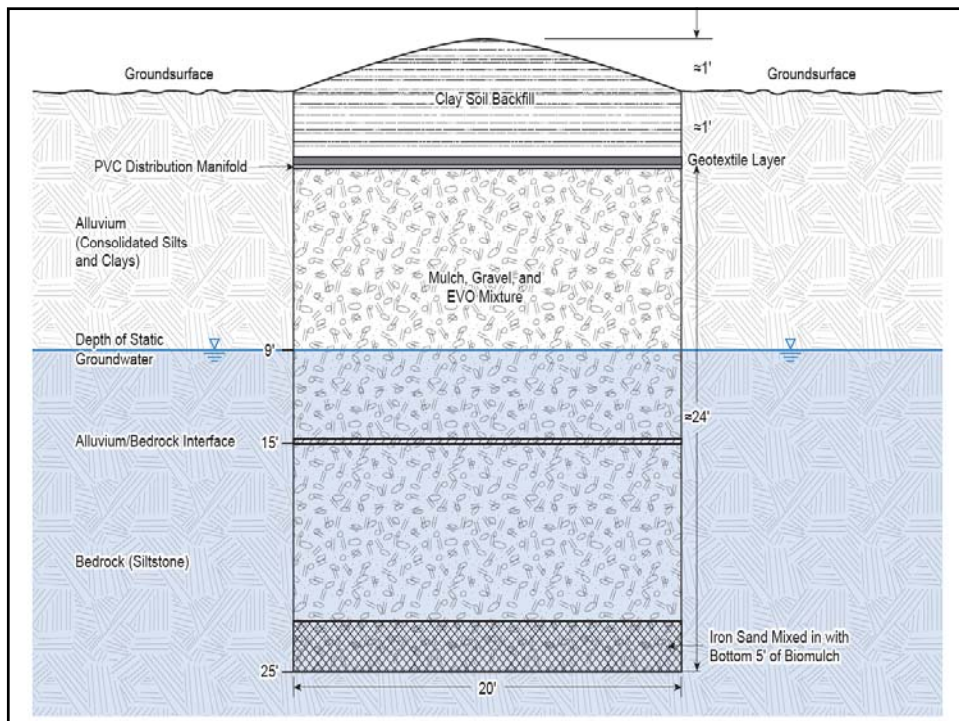 ≈1'
Groundsurface
Groundsurface
Clay Soil Backfill
≈1'
PVC Distribution Manifold
Geotextile Layer
Alluvium
(Consolidated Silts
and Clays)
Mulch, Gravel, and
EVO Mixture
Depth of Static
Groundwater
9'
≈24'
Alluvium/Bedrock Interface
15'
Bedrock (Siltstone)
Iron Sand Mixed in with
Bottom 5' of Biomulch
25'
20'